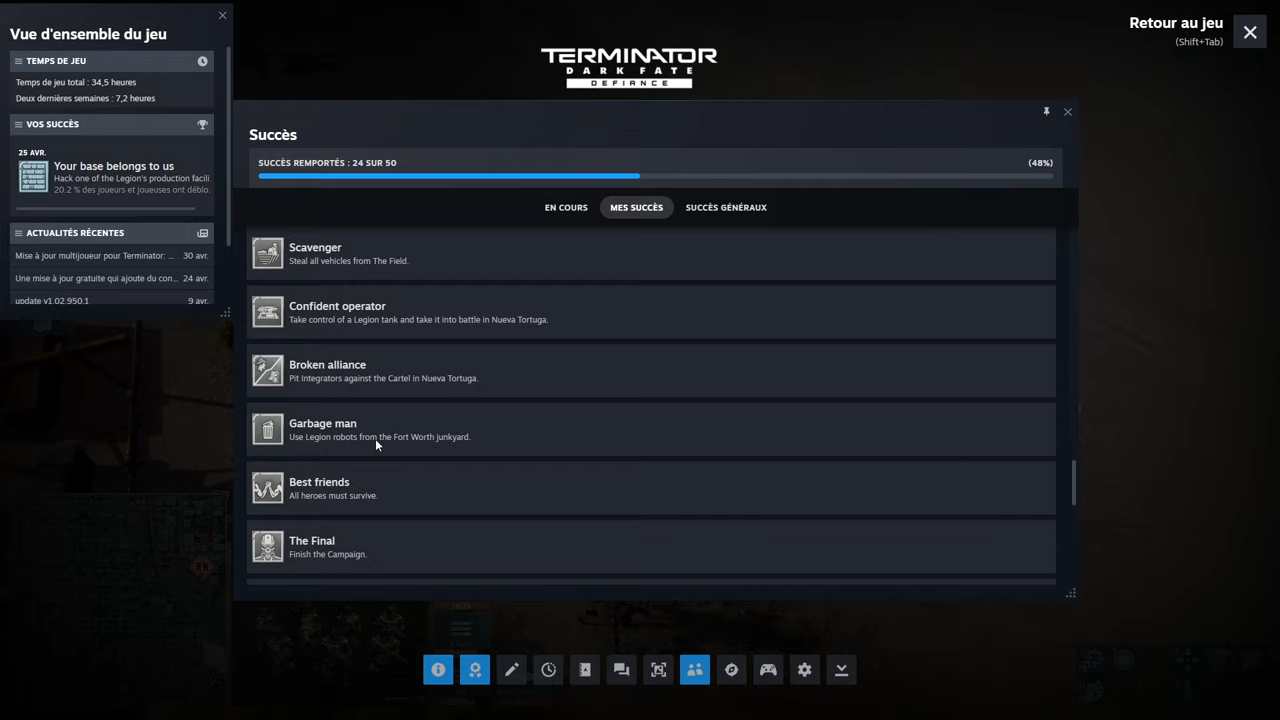 Vue d'ensemble du jeu
TEMPS DE JEU
Temps de jeu total : 34,5 heures
Deux dernières semaines : 7,2 heures
VOS SUCCÈS
25 AVR.
Your base belongs to us
Hack one of the Legion's production facili
20.2 % des joueurs et joueuses ont déblo.
ACTUALITÉS RÉCENTES
Mise à jour multijoueur pour Terminator: ... 30 avr.
Une mise à jour gratuite qui ajoute du con... 24 avr.
update v1.02.950.1 9 avr.
TERMINATOR
DARK FATE
DEFIANCE
Retour au jeu
(Shift+Tab)
Succès
SUCCÈS REMPORTÉS : 24 SUR 50 (48%)
EN COURS MES SUCCÈS SUCCÈS GÉNÉRAUX
Scavenger
Steal all vehicles from The Field.
Confident operator
Take control of a Legion tank and take it into battle in Nueva Tortuga.
Broken alliance
Pit Integrators against the Cartel in Nueva Tortuga.
Garbage man
Use Legion robots from the Fort Worth junkyard.
Best friends
All heroes must survive.
The Final
Finish the Campaign.